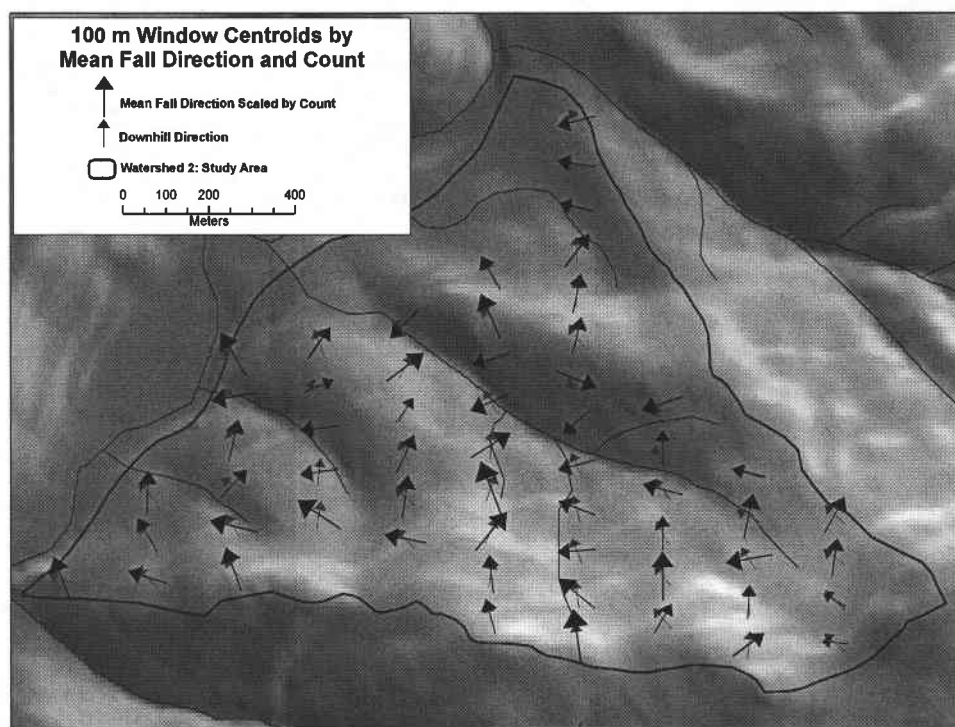 100 m Window Centroids by
Mean Fall Direction and Count
Mean Fall Direction Scaled by Count
Downhill Direction
Watershed 2: Study Area
0 100 200 400
Meters